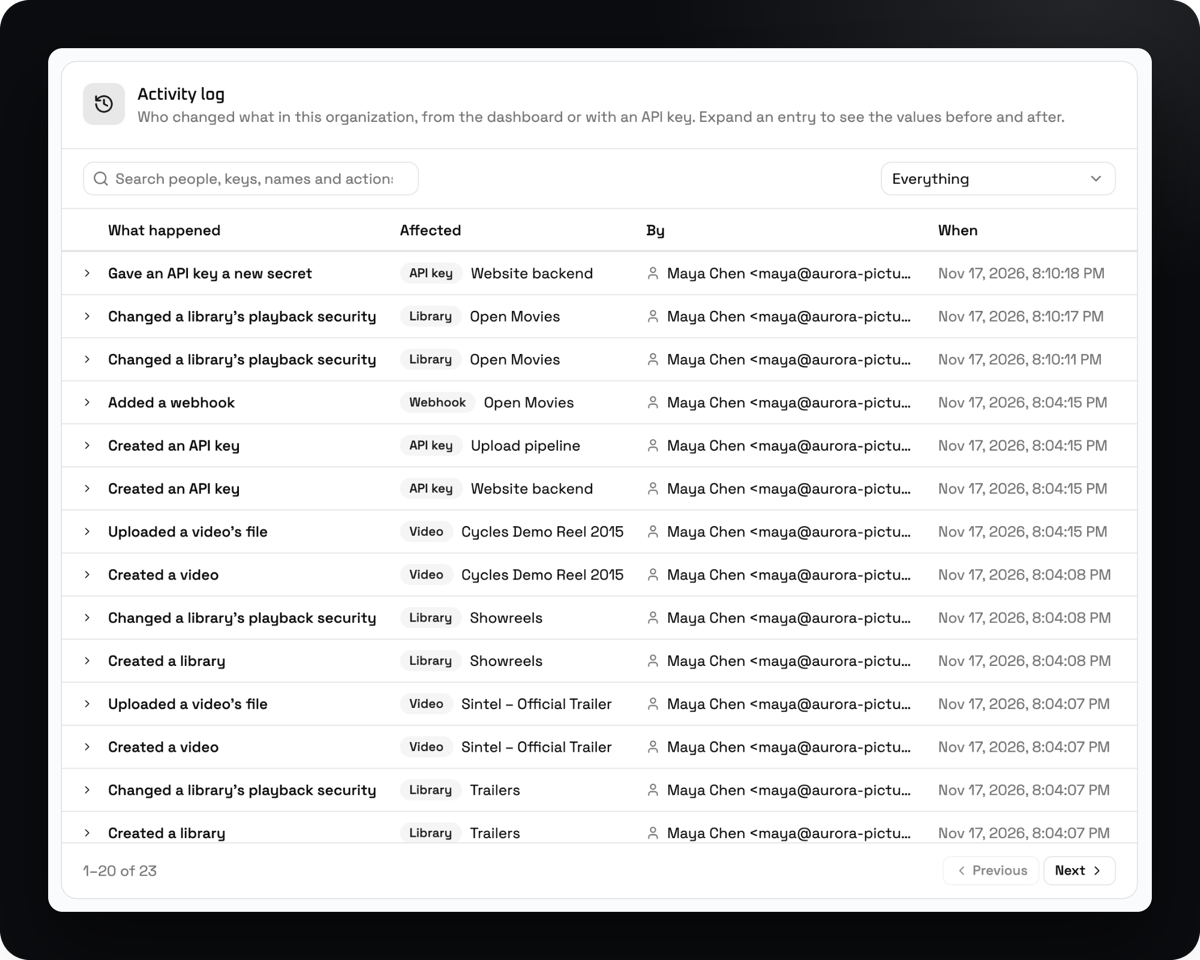 Activity log
Who changed what in this organization, from the dashboard or with an API key. Expand an entry to see the values before and after.
Search people, keys, names and action
Everything
What happened Affected By When
Gave an API key a new secret API key Website backend Maya Chen <maya@aurora-pictu... Nov 17, 2026, 8:10:18 PM
Changed a library's playback security Library Open Movies Maya Chen <maya@aurora-pictu... Nov 17, 2026, 8:10:17 PM
Changed a library's playback security Library Open Movies Maya Chen <maya@aurora-pictu... Nov 17, 2026, 8:10:11 PM
Added a webhook Webhook Open Movies Maya Chen <maya@aurora-pictu... Nov 17, 2026, 8:04:15 PM
Created an API key API key Upload pipeline Maya Chen <maya@aurora-pictu... Nov 17, 2026, 8:04:15 PM
Created an API key API key Website backend Maya Chen <maya@aurora-pictu... Nov 17, 2026, 8:04:15 PM
Uploaded a video's file Video Cycles Demo Reel 2015 Maya Chen <maya@aurora-pictu... Nov 17, 2026, 8:04:15 PM
Created a video Video Cycles Demo Reel 2015 Maya Chen <maya@aurora-pictu... Nov 17, 2026, 8:04:08 PM
Changed a library's playback security Library Showreels Maya Chen <maya@aurora-pictu... Nov 17, 2026, 8:04:08 PM
Created a library Library Showreels Maya Chen <maya@aurora-pictu... Nov 17, 2026, 8:04:08 PM
Uploaded a video's file Video Sintel – Official Trailer Maya Chen <maya@aurora-pictu... Nov 17, 2026, 8:04:07 PM
Created a video Video Sintel – Official Trailer Maya Chen <maya@aurora-pictu... Nov 17, 2026, 8:04:07 PM
Changed a library's playback security Library Trailers Maya Chen <maya@aurora-pictu... Nov 17, 2026, 8:04:07 PM
Created a library Library Trailers Maya Chen <maya@aurora-pictu... Nov 17, 2026, 8:04:07 PM
1–20 of 23 Previous Next